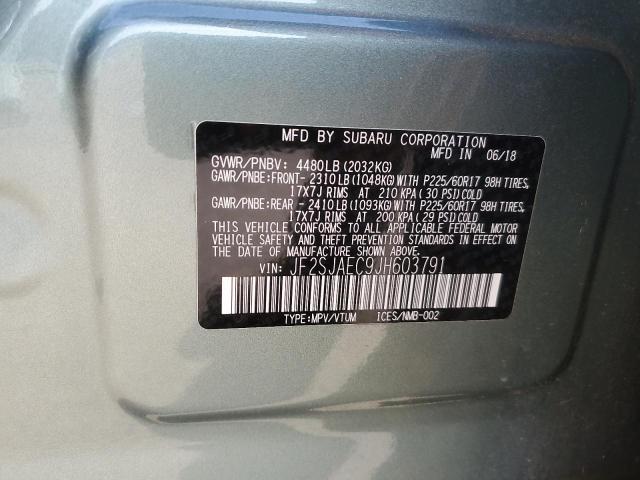 MFD BY SUBARU CORPORATION
GVWR/PNBV: 4480LB(2032KG) IN 06/18
GAWR/PNBE:FRONT- 2310LB(1048KG)WITH P225/60R17 98H TIRES,
17X7J RIMS AT 210 KPA(30 PSI)COLD
GAWR/PNBE:REAR - 2410LB(1093KG)WITH P225/60R17 98H TIRES,
17X7J RIMS AT 200 KPA(29 PSI)COLD
THIS VEHICLE CONFORMS TO ALL APPLICABLE FEDERAL MOTOR
VEHICLE SAFETY AND THEFT PREVENTION STANDARDS IN EFFECT ON
THE DATE OF MANUFACTURE SHOWN ABOVE.
VIN: JF2SJAEC9JH603791
TYPE:MPV/VTUM ICES/NMB-002